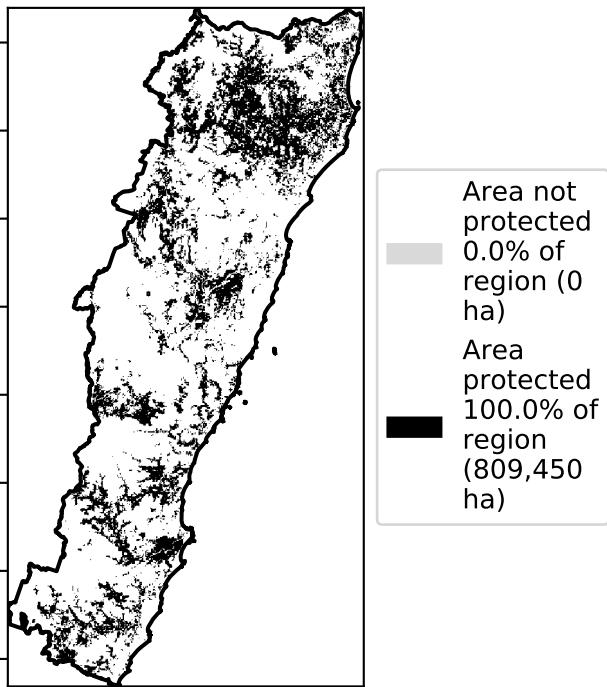 Area not
protected
0.0% of
region (0
ha)
Area
protected
100.0% of
region
(809,450
ha)